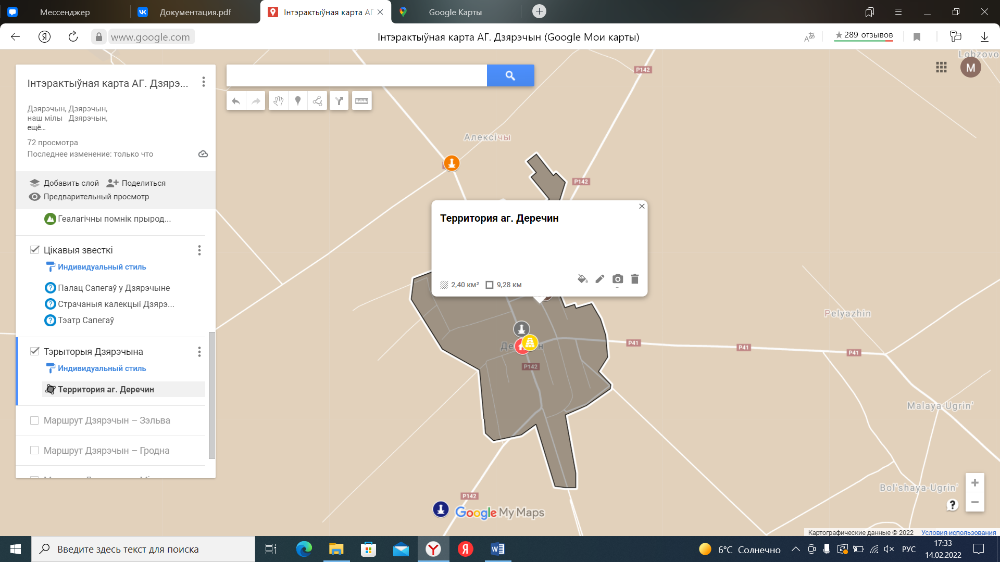 Мессенджер
Документация.pdf
Інтэрактыўная карта АГ
Google Карты
www.google.com
Інтэрактыўная карта АГ. Дзярэчын (Google Мои карты)
289 отзывов
Інтэрактыўная карта АГ. Дзярэ...
Дзярэчын, Дзярэчын,
наш мілы Дзярэчын,
ещё...
72 просмотра
Последнее изменение: только что
Добавить слой
Поделиться
Предварительный просмотр
Геалагічны помнік прырод...
Цікавыя звесткі
Индивидуальный стиль
Палац Сапегаў у Дзярэчыне
Страчаныя калекцыі Дзярэ...
Тэатр Сапегаў
Тэрыторыя Дзярэчына
Индивидуальный стиль
Территория аг. Деречин
Маршрут Дзярэчын – Зэльва
Маршрут Дзярэчын – Гродна
Lobzovo
M
P142
Алексічы
P142
Территория аг. Деречин
2,40 км²
9,28 км
Pelyazhin
P41
P41
P41
P142
Malaya-Ugrin'
Bol'shaya-Ugrin'
P142
Google My Maps
Картографические данные © 2022
Условия использования
Введите здесь текст для поиска
6°C Солнечно
РУС
17:33
14.02.2022